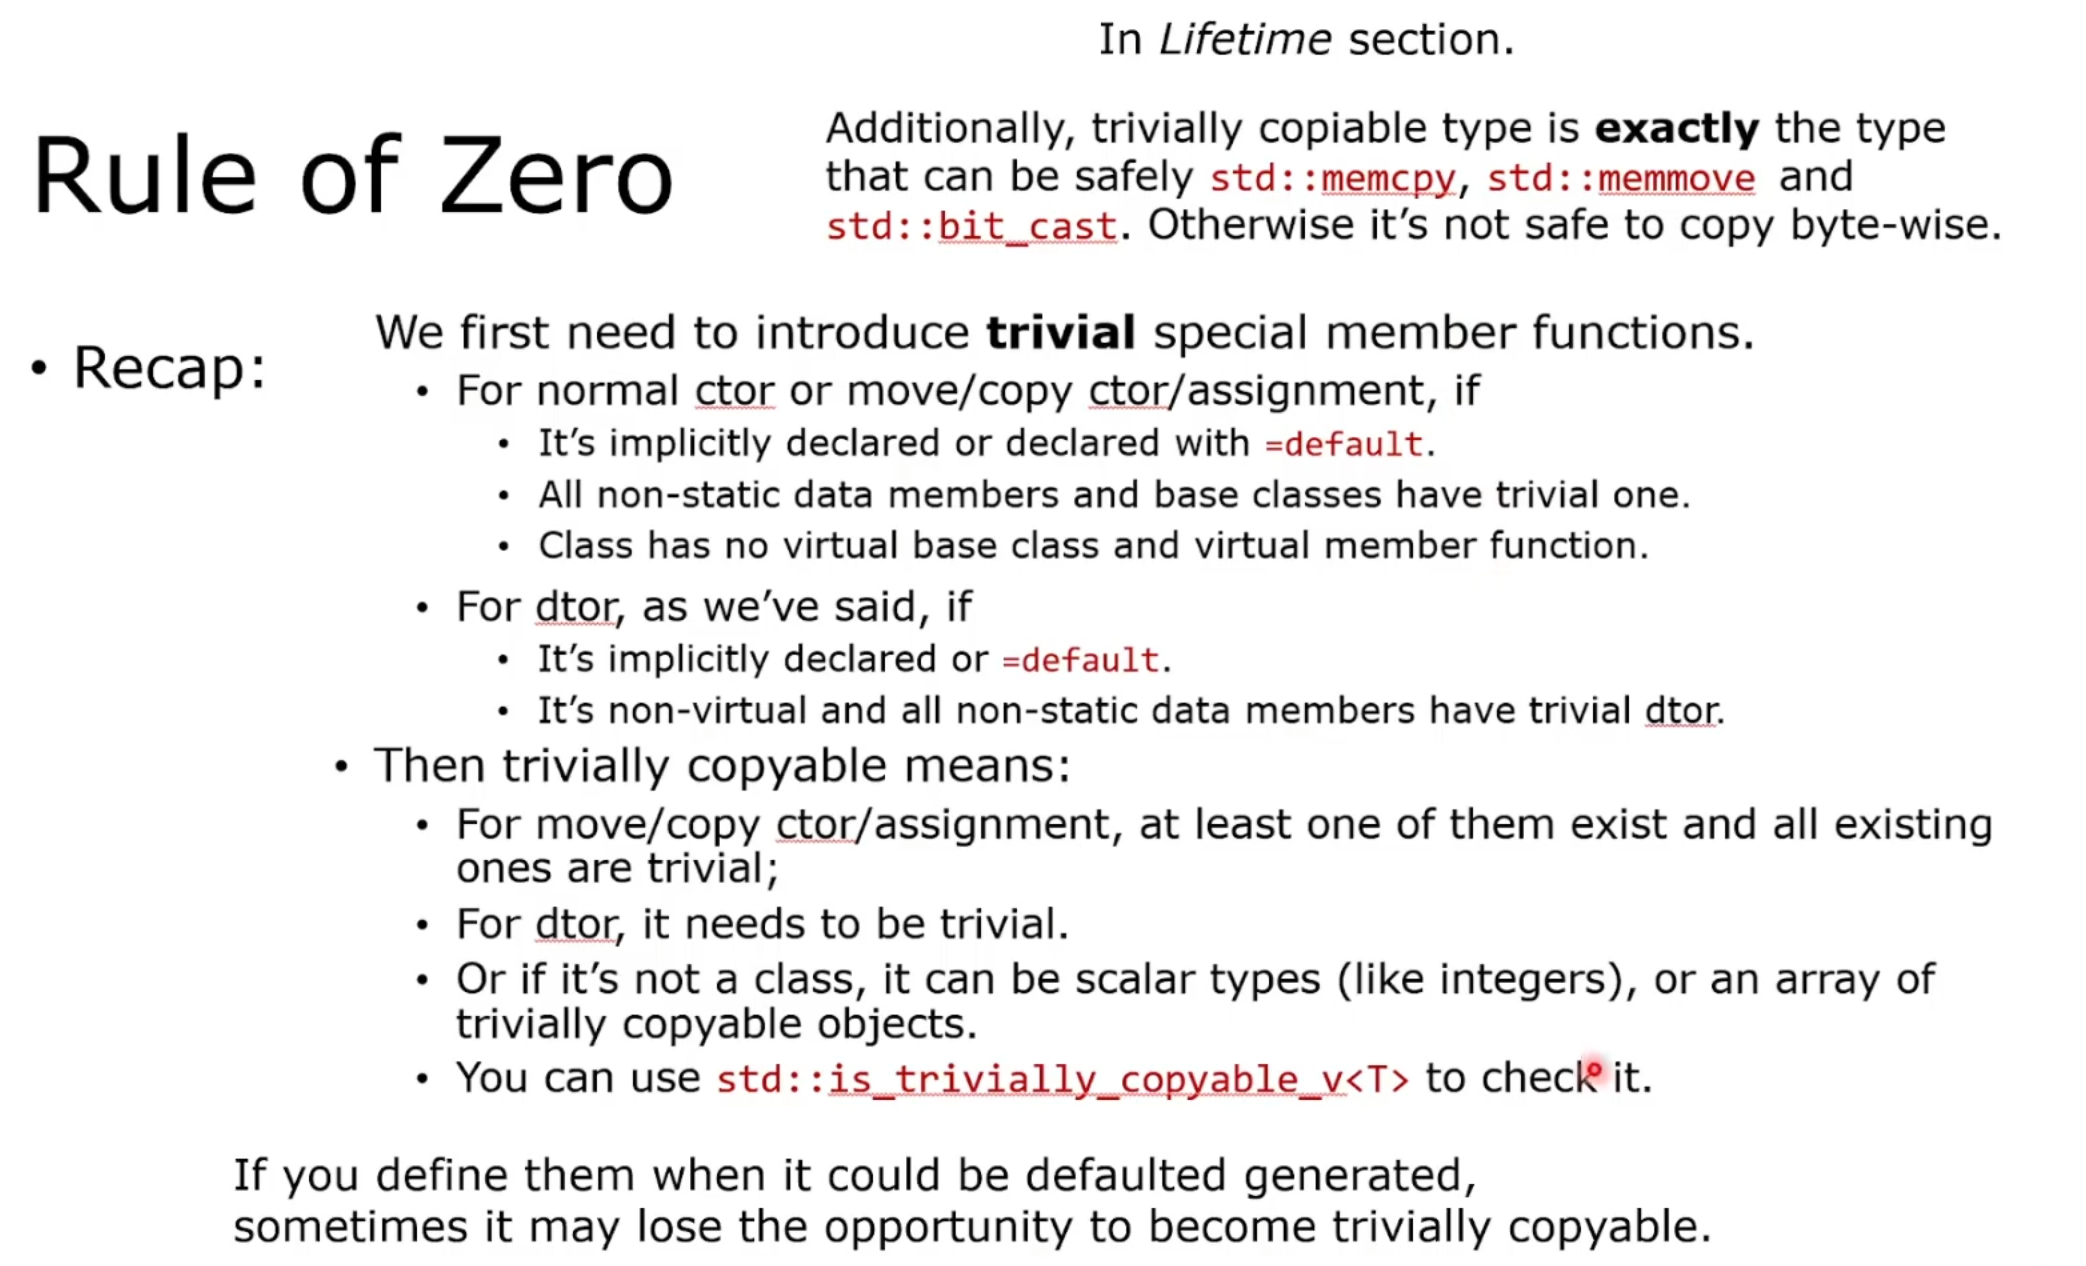 In Lifetime section.
Rule of Zero
Additionally, trivially copiable type is exactly the type
that can be safely std::memcpy, std::memmove and
std::bit_cast. Otherwise it’s not safe to copy byte-wise.
• Recap:
We first need to introduce trivial special member functions.
• For normal ctor or move/copy ctor/assignment, if
• It’s implicitly declared or declared with =default.
• All non-static data members and base classes have trivial one.
• Class has no virtual base class and virtual member function.
• For dtor, as we’ve said, if
• It’s implicitly declared or =default.
• It’s non-virtual and all non-static data members have trivial dtor.
• Then trivially copyable means:
• For move/copy ctor/assignment, at least one of them exist and all existing
ones are trivial;
• For dtor, it needs to be trivial.
• Or if it’s not a class, it can be scalar types (like integers), or an array of
trivially copyable objects.
• You can use std::is_trivially_copyable_v<T> to check it.
If you define them when it could be defaulted generated,
sometimes it may lose the opportunity to become trivially copyable.